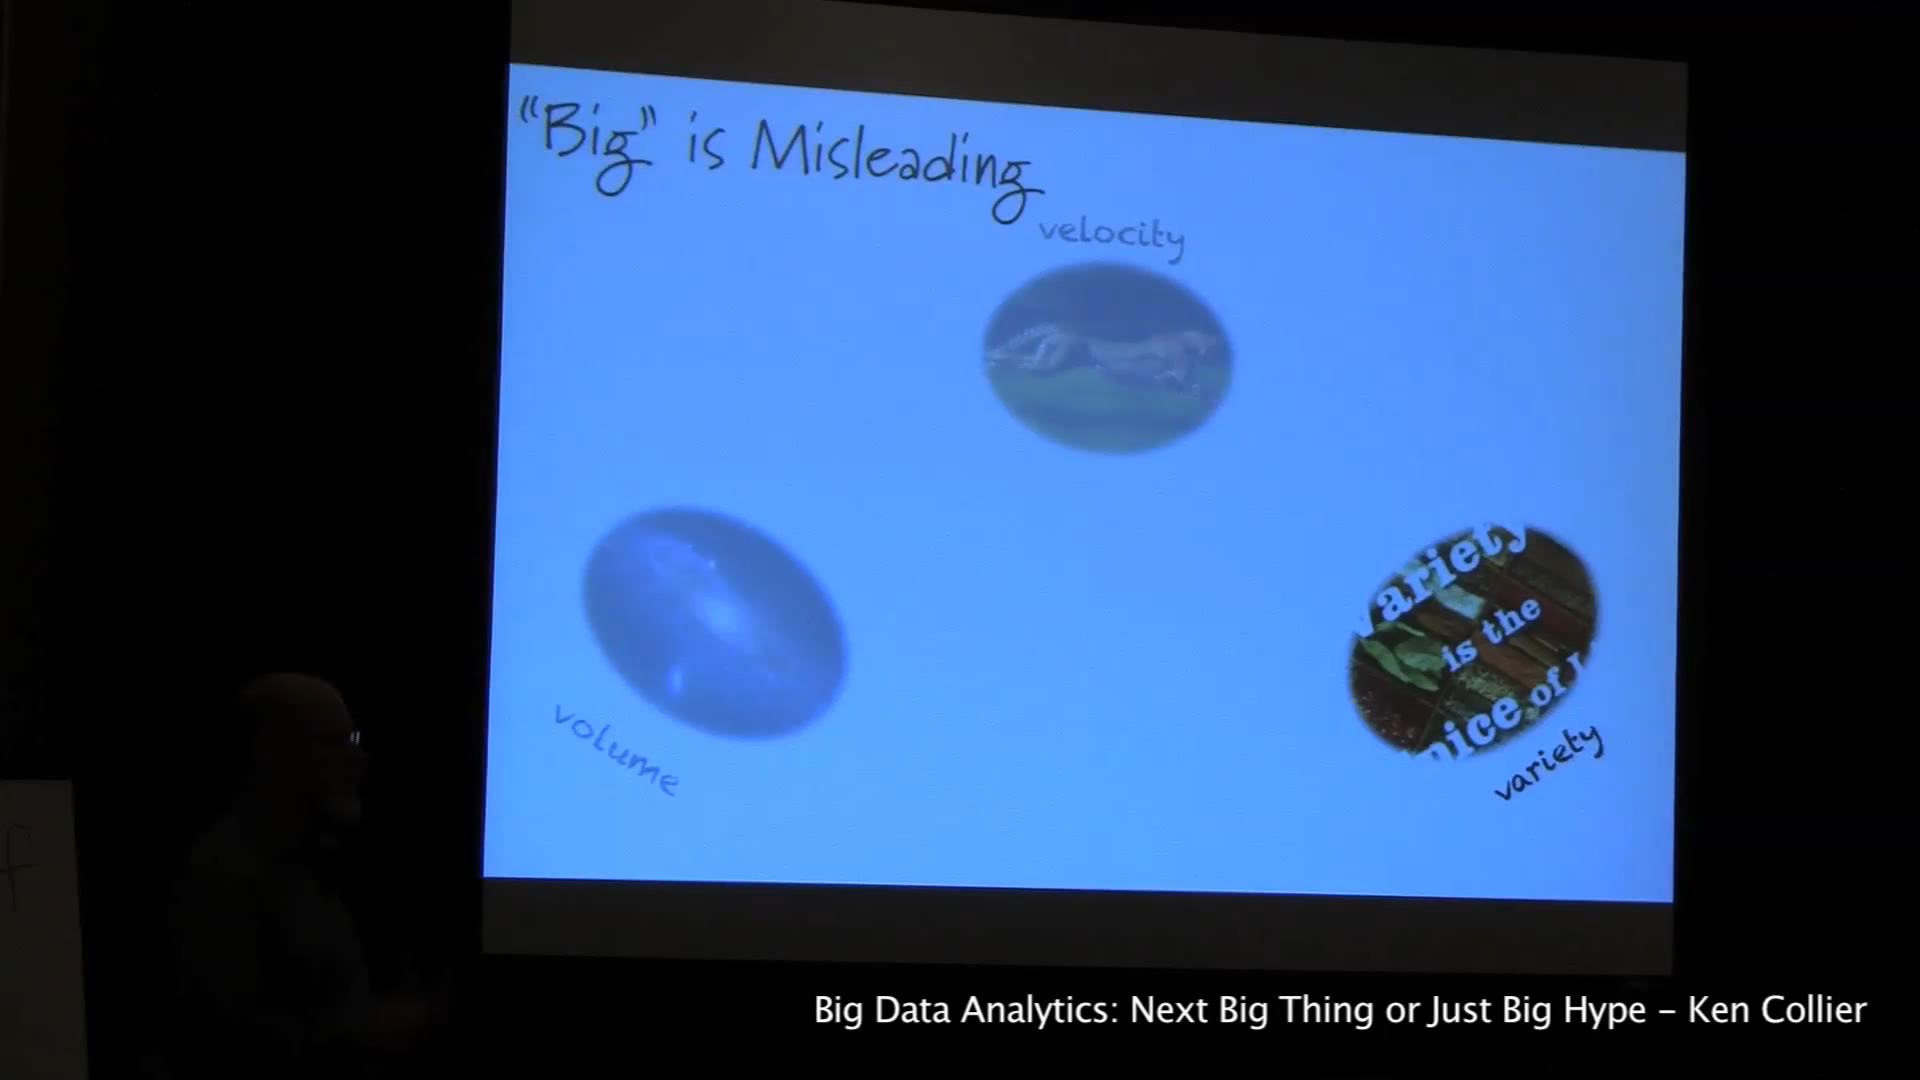 "Big" is Misleading
velocity
variety
is the
of
volume
variety
f
Big Data Analytics: Next Big Thing or Just Big Hype – Ken Collier